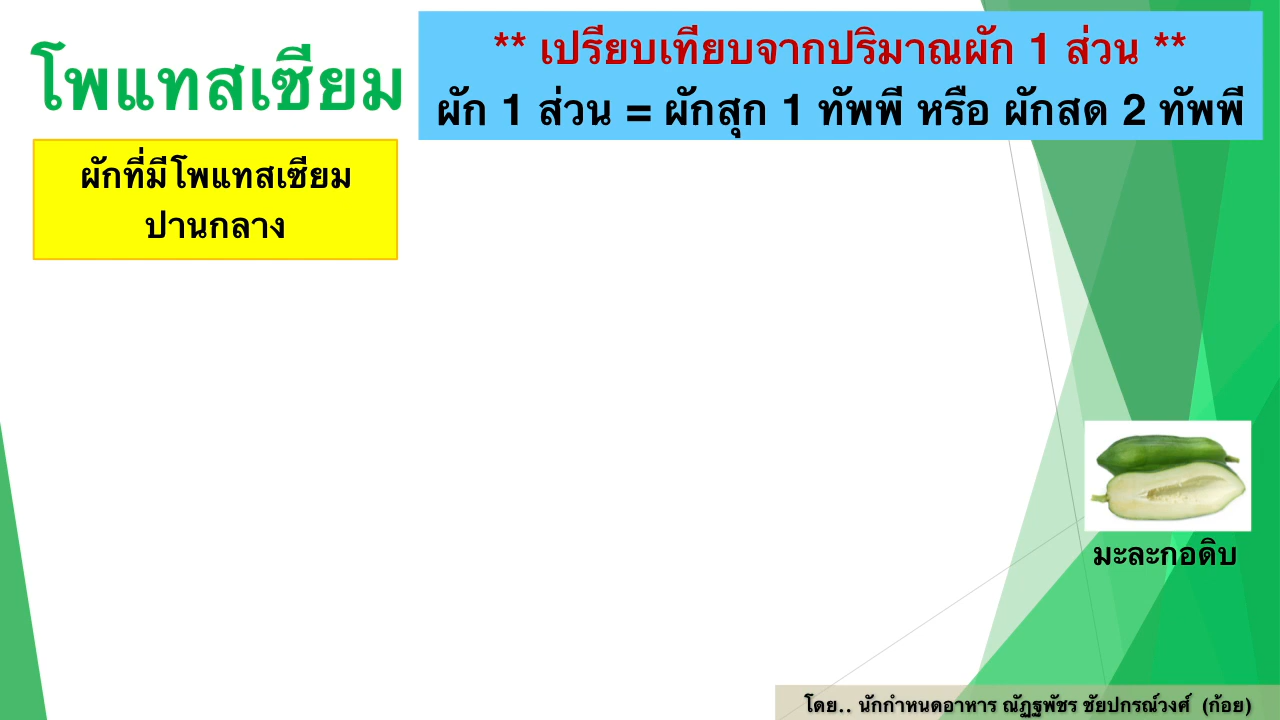 โพแทสเซียม
** เปรียบเทียบจากปริมาณผัก 1 ส่วน **
ผัก 1 ส่วน = ผักสุก 1 ทัพพี หรือ ผักสด 2 ทัพพี
ผักที่มีโพแทสเซียม
ปานกลาง
มะละกอดิบ
โดย.. นักกำหนดอาหาร ณัฏฐพัชร ชัยปกรณ์วงศ์ (ก้อย)